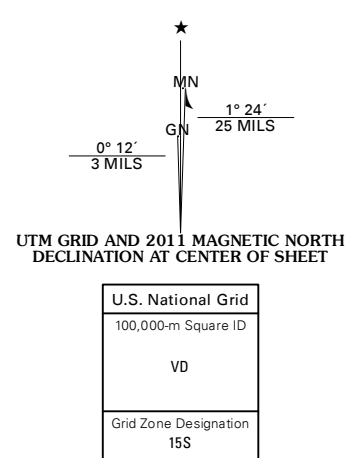 ★
MN
1° 24´
25 MILS
GN
0° 12´
3 MILS
UTM GRID AND 2011 MAGNETIC NORTH
DECLINATION AT CENTER OF SHEET
U.S. National Grid
100,000-m Square ID
VD
Grid Zone Designation
15S